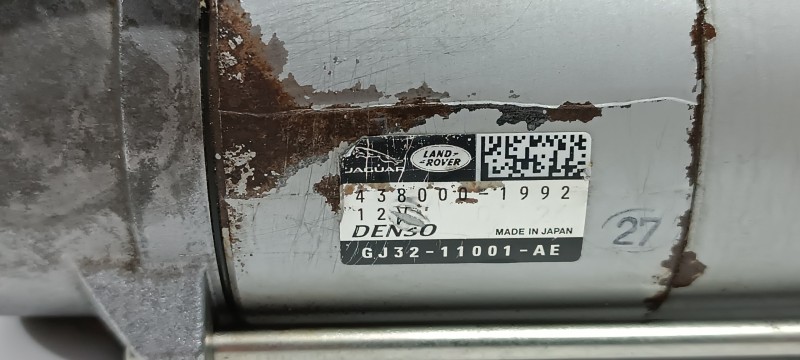 JAGUAR
LAND-
ROVER
438000-1992
12V
DENSO
MADE IN JAPAN
GJ32-11001-AE
27